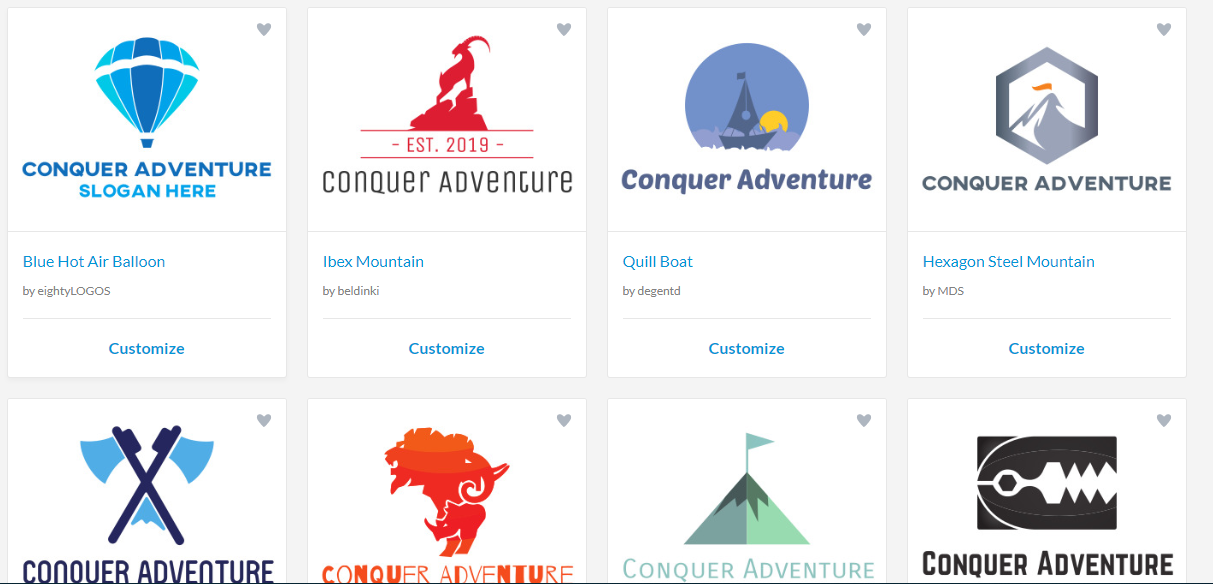 CONQUER ADVENTURE
SLOGAN HERE
Blue Hot Air Balloon
by eightyLOGOS
Customize
- EST. 2019 -
conquer adventure
Ibex Mountain
by beldinki
Customize
Conquer Adventure
Quill Boat
by degentd
Customize
CONQUER ADVENTURE
Hexagon Steel Mountain
by MDS
Customize
CONQUER ADVENTURE
CONQUER ADVENTURE
Conquer Adventure
Conquer Adventure